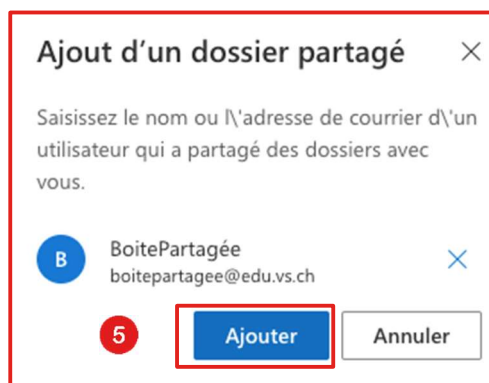 Ajout d’un dossier partagé
Saisissez le nom ou l\'adresse de courrier d\'un
utilisateur qui a partagé des dossiers avec
vous.
B
BoitePartagée
boitepartagee@edu.vs.ch
5
Ajouter
Annuler